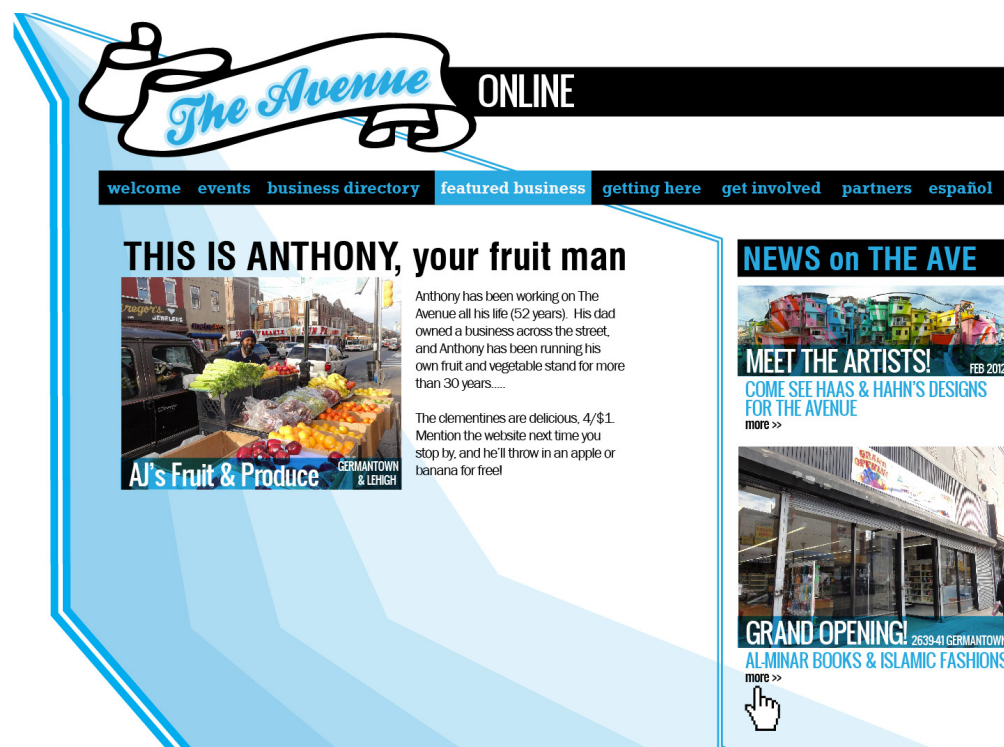 The Avenue
ONLINE
welcome events business directory featured business getting here get involved partners español
THIS IS ANTHONY, your fruit man
Anthony has been working on The
Avenue all his life (52 years). His dad
owned a business across the street,
and Anthony has been running his
own fruit and vegetable stand for more
than 30 years.....
The clementines are delicious, 4/$1.
Mention the website next time you
stop by, and he'll throw in an apple or
banana for free!
JEWELERS
AJ's Fruit & Produce
GERMANTOWN
& LEHIGH
NEWS on THE AVE
MEET THE ARTISTS!
FEB 2012
COME SEE HAAS & HAHN'S DESIGNS
FOR THE AVENUE
more >>
GRAND
OPENING
GRAND OPENING! 2639-41 GERMANTOWN
AL-MINAR BOOKS & ISLAMIC FASHIONS
more >>